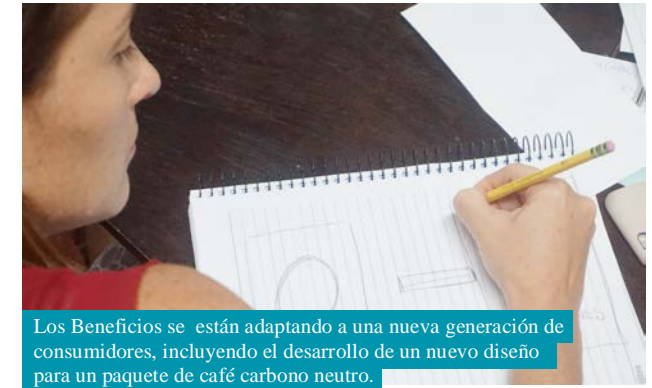 Los Beneficios se están adaptando a una nueva generación de
consumidores, incluyendo el desarrollo de un nuevo diseño
para un paquete de café carbono neutro.